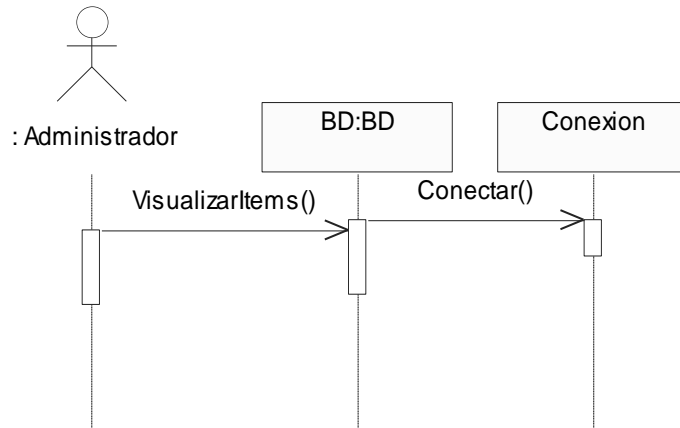 : Administrador
BD:BD
Conexion
VisualizarItems()
Conectar()